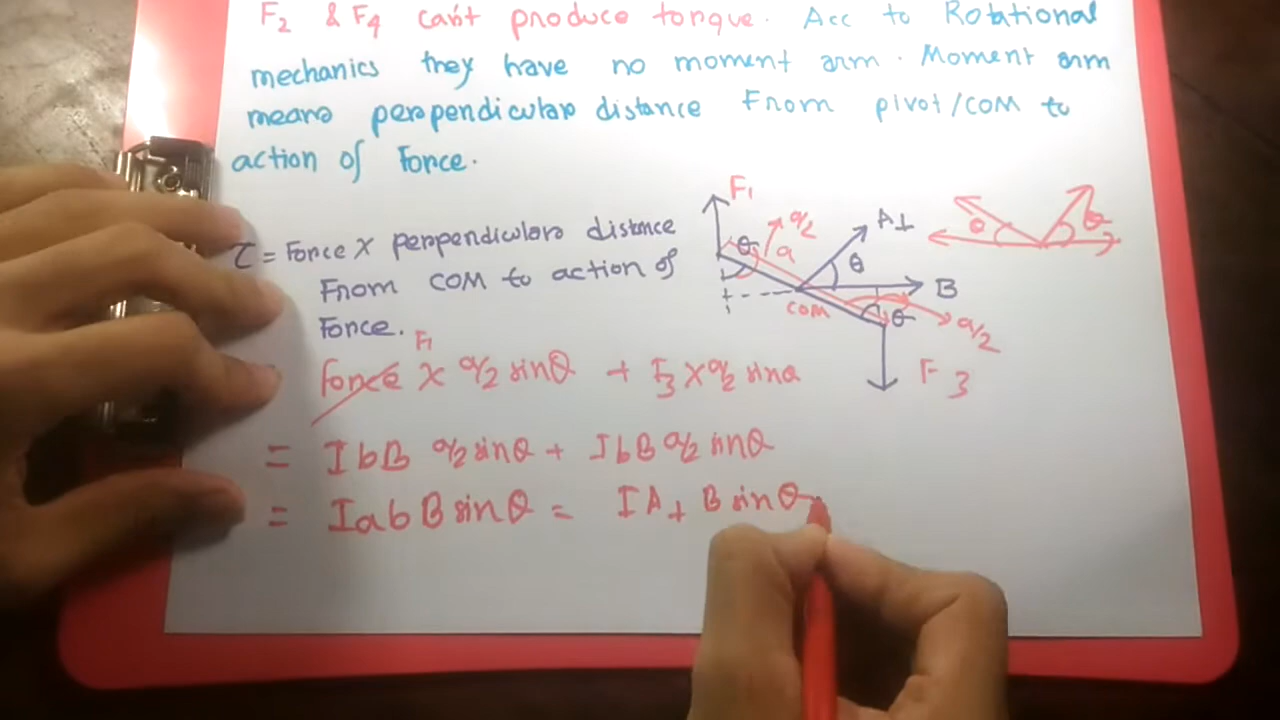 F2 & F4 can't produce torque. Acc to Rotational
mechanics they have no moment arm. Moment arm
means perpendicular distance From pivot/COM to
action of Force.
τ = Force × perpendicular distance
From COM to action of
Force.
F1
Force × a/2 sinθ + F3 × a/2 sinθ
= IbB a/2 sinθ + IbB a/2 sinθ
= IabB sinθ = IA⊥ B sinθ
F1
a/2
A⊥
θ
θ
a
θ
θ
B
COM
θ
a/2
F3